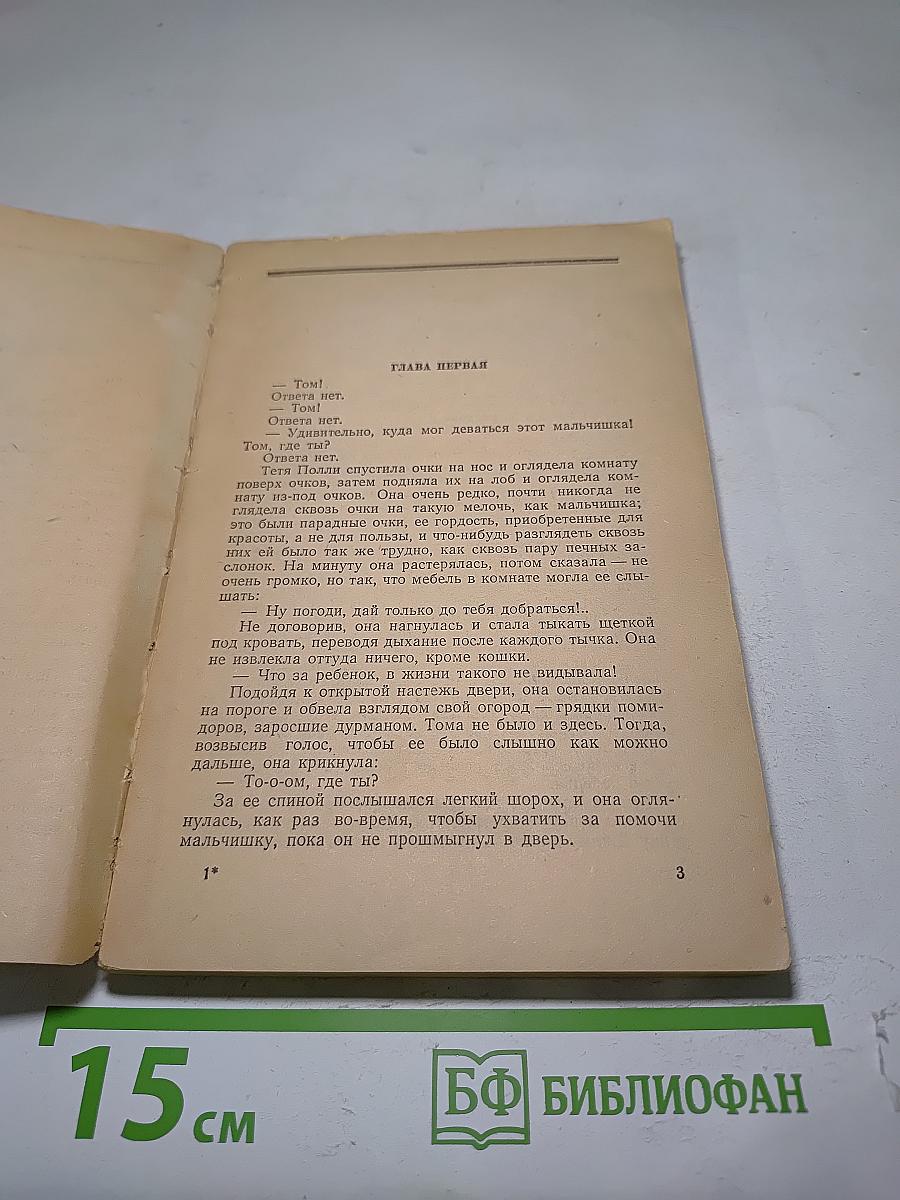 ГЛАВА ПЕРВАЯ
— Том!
Ответа нет.
— Том!
Ответа нет.
— Удивительно, куда мог деваться этот мальчишка!
Том, где ты?
Ответа нет.
Тетя Полли спустила очки на нос и оглядела комнату
поверх очков, затем подняла их на лоб и оглядела ком-
нату из-под очков. Она очень редко, почти никогда не
глядела сквозь очки на такую мелочь, как мальчишка;
это были парадные очки, ее гордость, приобретенные для
красоты, а не для пользы, и что-нибудь разглядеть сквозь
них ей было так же трудно, как сквозь пару печных за-
слонок. На минуту она растерялась, потом сказала — не
очень громко, но так, что мебель в комнате могла ее слы-
шать:
— Ну погоди, дай только до тебя добраться!..
Не договорив, она нагнулась и стала тыкать щеткой
под кровать, переводя дыхание после каждого тычка. Она
не извлекла оттуда ничего, кроме кошки.
— Что за ребенок, в жизни такого не видывала!
Подойдя к открытой настежь двери, она остановилась
на пороге и обвела взглядом свой огород — грядки поми-
доров, заросшие дурманом. Тома не было и здесь. Тогда,
возвысив голос, чтобы ее было слышно как можно
дальше, она крикнула:
— То-о-ом, где ты?
За ее спиной послышался легкий шорох, и она огля-
нулась, как раз во-время, чтобы ухватить за помочи
мальчишку, пока он не прошмыгнул в дверь.
1* 3
15 см БФ БИБЛИОФАН